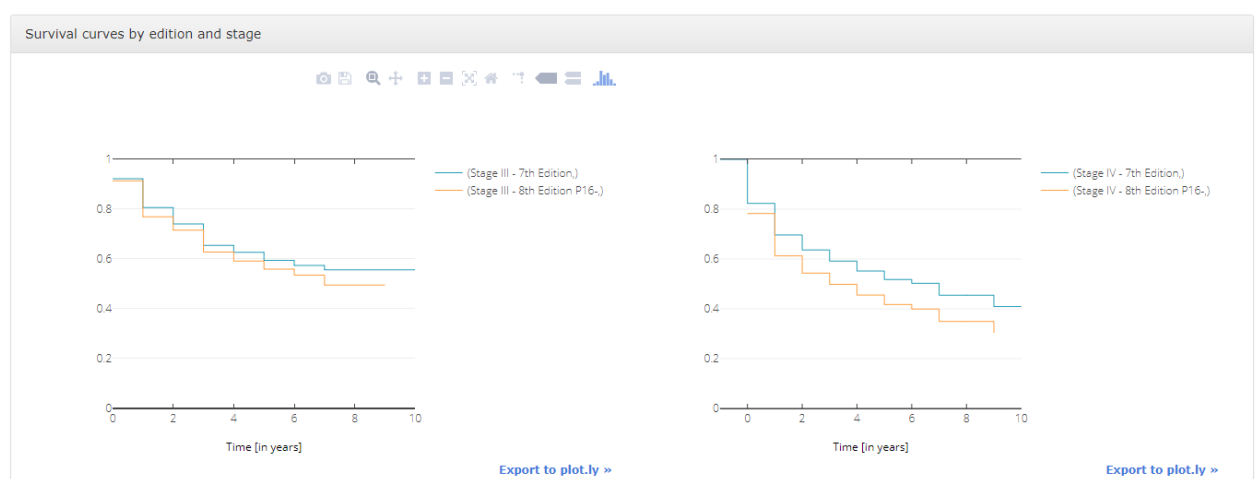 Survival curves by edition and stage
1
0.8
0.6
0.4
0.2
0
0 2 4 6 8 10
Time [in years]
(Stage III - 7th Edition,)
(Stage III - 8th Edition P16-,)
Export to plot.ly »
1
0.8
0.6
0.4
0.2
0
0 2 4 6 8 10
Time [in years]
(Stage IV - 7th Edition,)
(Stage IV - 8th Edition P16-,)
Export to plot.ly »